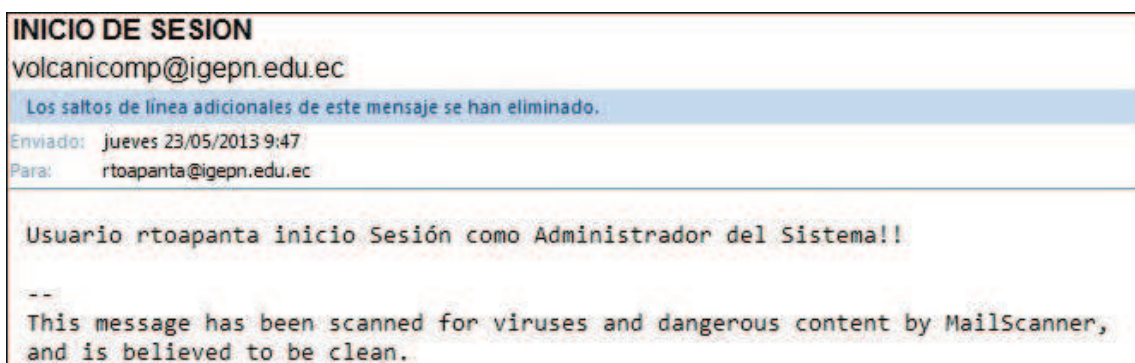 INICIO DE SESION
volcanicomp@igepn.edu.ec
Los saltos de línea adicionales de este mensaje se han eliminado.
Enviado: jueves 23/05/2013 9:47
Para: rtoapanta@igepn.edu.ec
Usuario rtoapanta inicio Sesión como Administrador del Sistema!!
--
This message has been scanned for viruses and dangerous content by MailScanner,
and is believed to be clean.